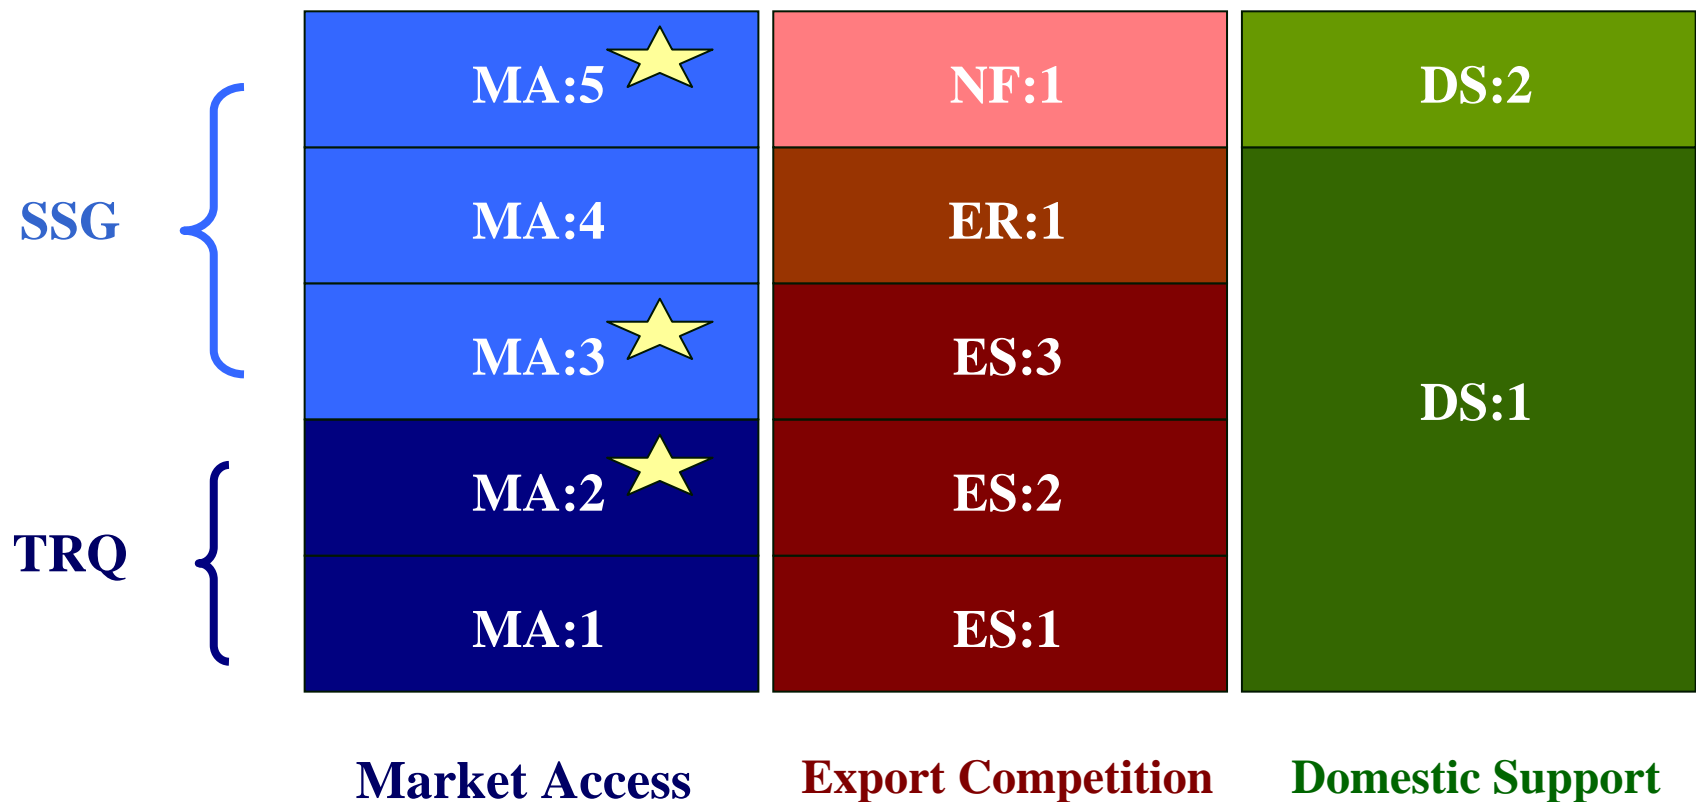 MA:5
NF:1
DS:2
SSG
MA:4
ER:1
MA:3
ES:3
DS:1
MA:2
ES:2
TRQ
MA:1
ES:1
Market Access
Export Competition
Domestic Support